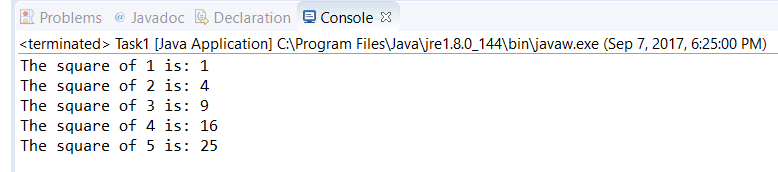 Problems @ Javadoc Declaration Console
<terminated> Task1 [Java Application] C:\Program Files\Java\jre1.8.0_144\bin\javaw.exe (Sep 7, 2017, 6:25:00 PM)
The square of 1 is: 1
The square of 2 is: 4
The square of 3 is: 9
The square of 4 is: 16
The square of 5 is: 25